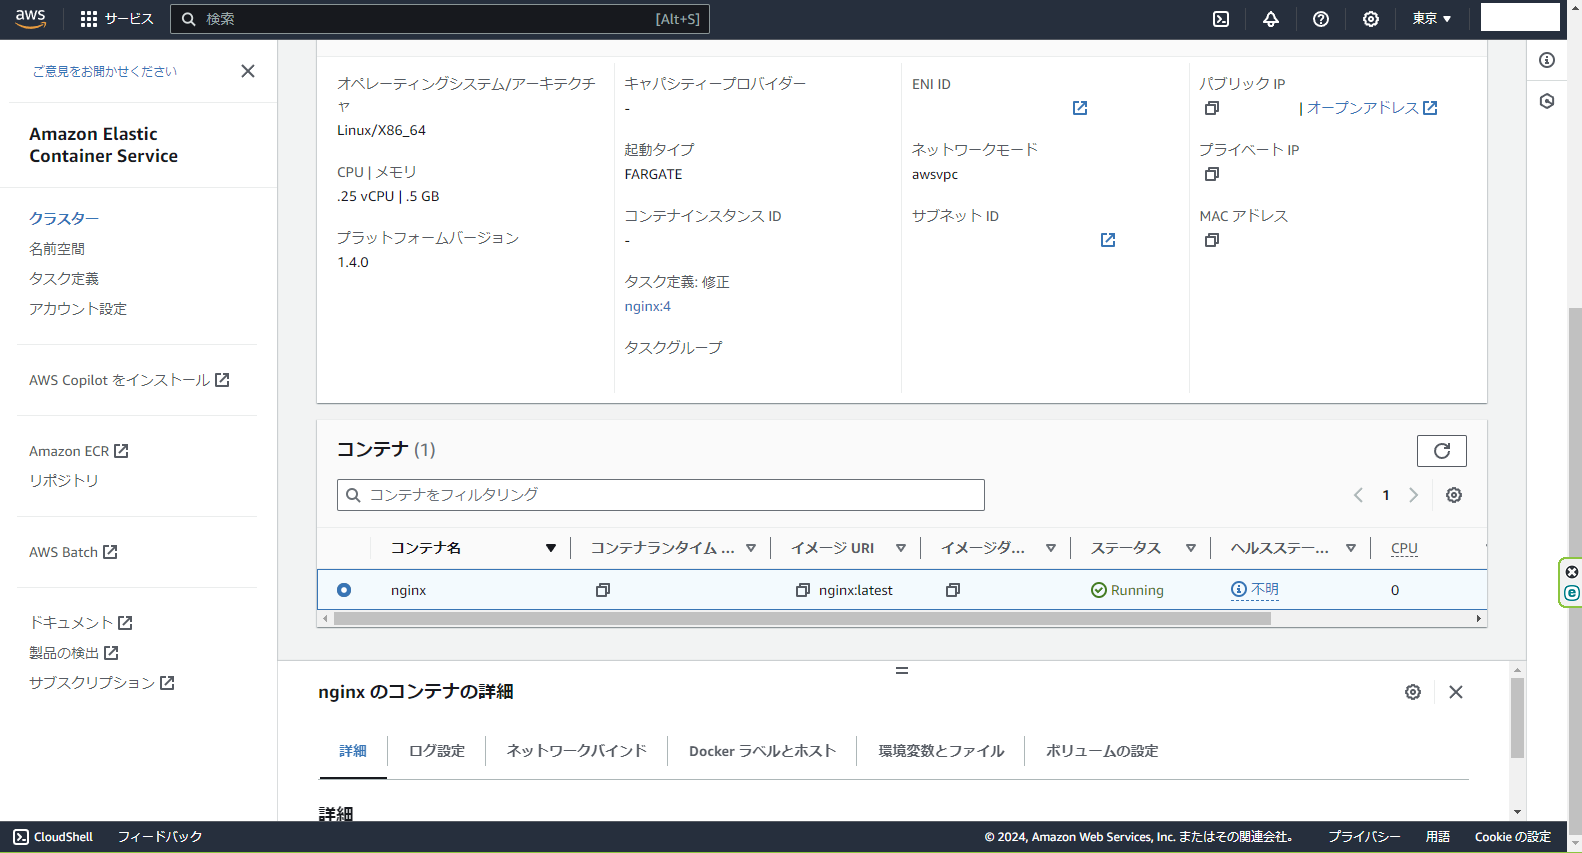 aws
サービス
検索
[Alt+S]
東京 ▼
ご意見をお聞かせください
Amazon Elastic
Container Service
クラスター
名前空間
タスク定義
アカウント設定
AWS Copilot をインストール
Amazon ECR
リポジトリ
AWS Batch
ドキュメント
製品の検出
サブスクリプション
オペレーティングシステム/アーキテクチ
ャ
Linux/X86_64
CPU | メモリ
.25 vCPU | .5 GB
プラットフォームバージョン
1.4.0
キャパシティープロバイダー
-
起動タイプ
FARGATE
コンテナインスタンス ID
-
タスク定義: 修正
nginx:4
タスクグループ
ENI ID
ネットワークモード
awsvpc
サブネット ID
パブリック IP
| オープンアドレス
プライベート IP
MAC アドレス
コンテナ (1)
コンテナをフィルタリング
1
コンテナ名
コンテナランタイム ...
イメージ URI
イメージダ...
ステータス
ヘルスステー...
CPU
nginx
nginx:latest
Running
不明
0
nginx のコンテナの詳細
詳細
ログ設定
ネットワークバインド
Docker ラベルとホスト
環境変数とファイル
ボリュームの設定
詳細
CloudShell
フィードバック
© 2024, Amazon Web Services, Inc. またはその関連会社。
プライバシー
用語
Cookie の設定